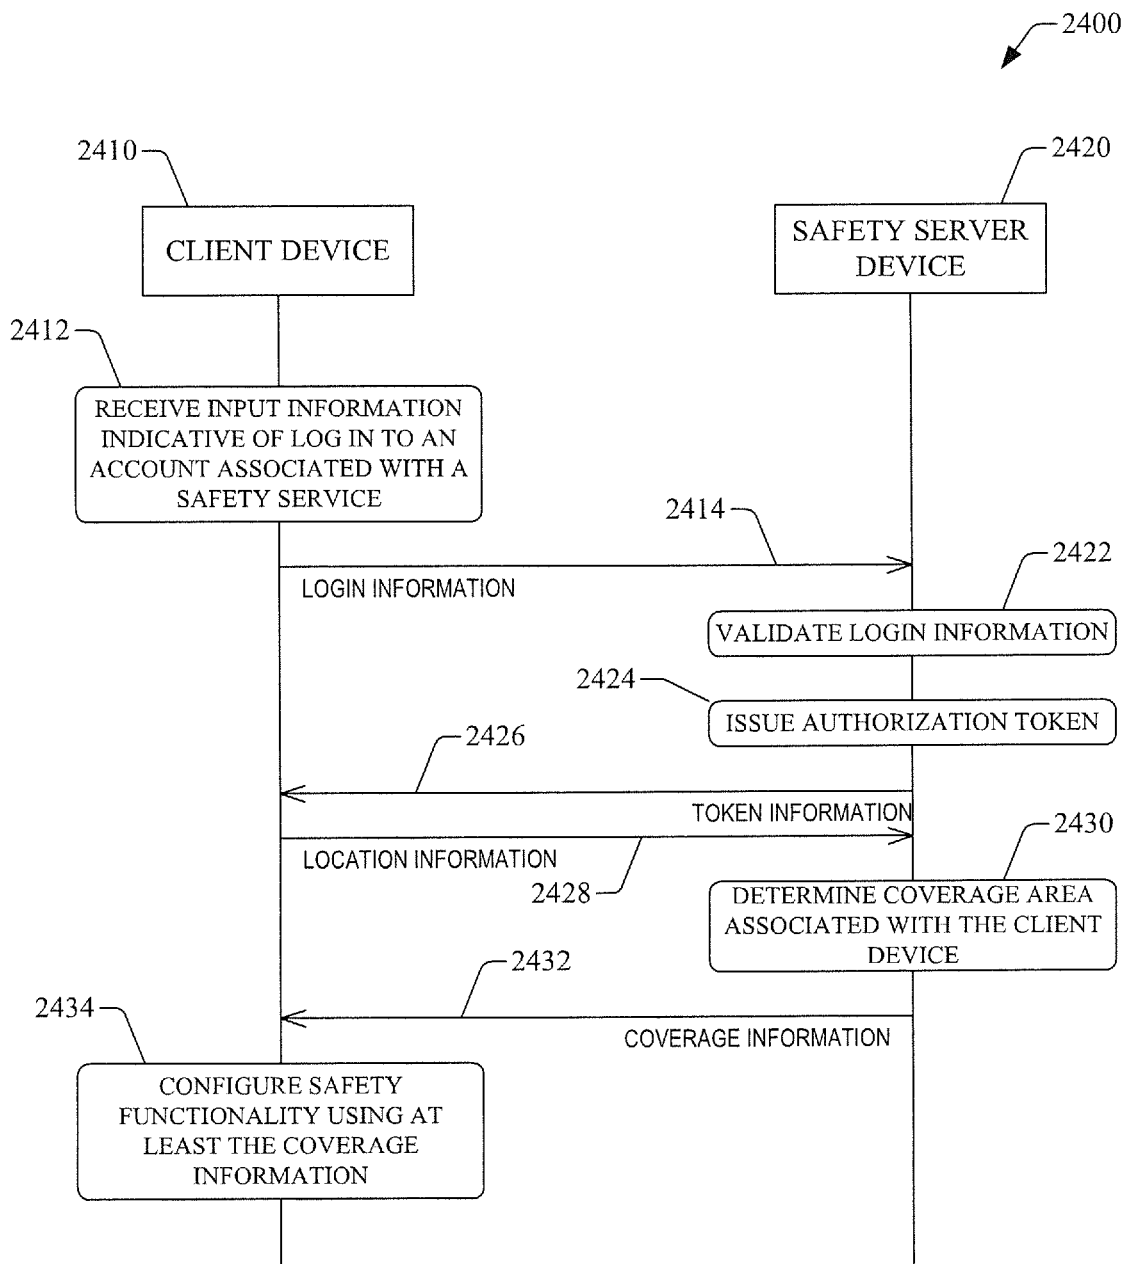 2400
2410
2420
CLIENT DEVICE
SAFETY SERVER
DEVICE
2412
RECEIVE INPUT INFORMATION
INDICATIVE OF LOG IN TO AN
ACCOUNT ASSOCIATED WITH A
SAFETY SERVICE
2414
LOGIN INFORMATION
2422
VALIDATE LOGIN INFORMATION
2424
ISSUE AUTHORIZATION TOKEN
2426
TOKEN INFORMATION
LOCATION INFORMATION
2428
2430
DETERMINE COVERAGE AREA
ASSOCIATED WITH THE CLIENT
DEVICE
2432
COVERAGE INFORMATION
2434
CONFIGURE SAFETY
FUNCTIONALITY USING AT
LEAST THE COVERAGE
INFORMATION